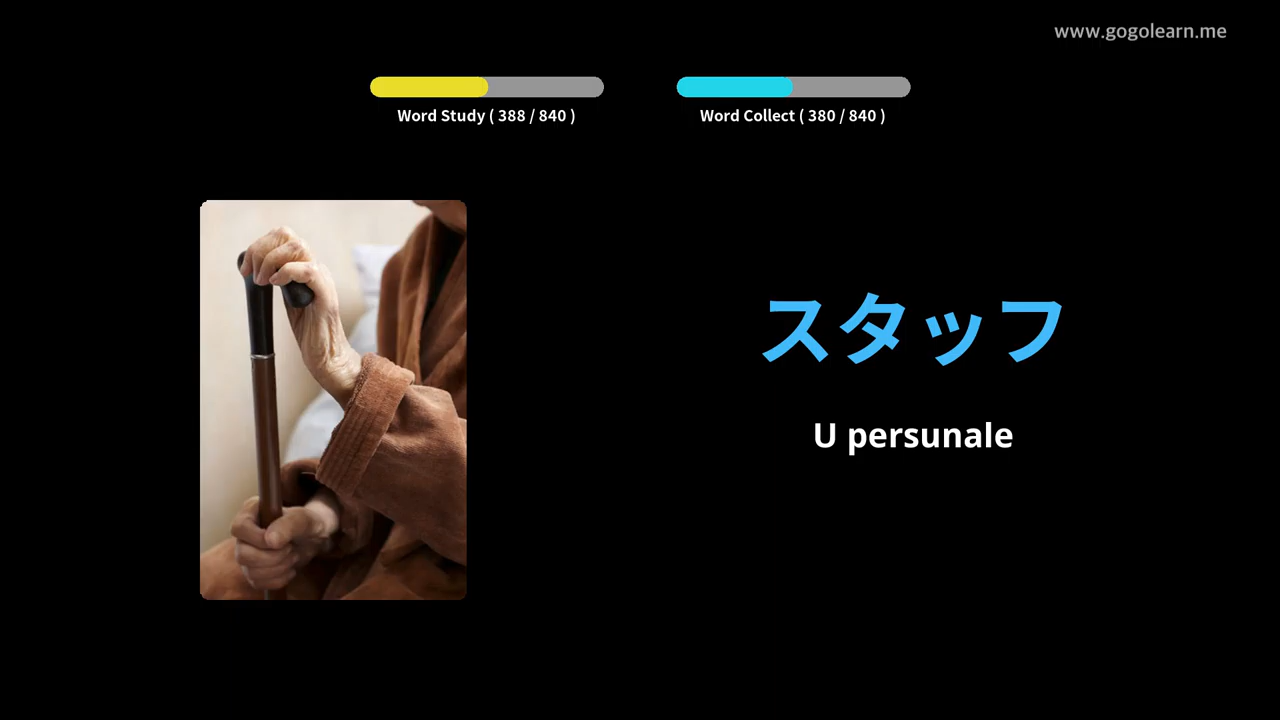 www.gogolearn.me
Word Study ( 388 / 840 )
Word Collect ( 380 / 840 )
スタッフ
U persunale